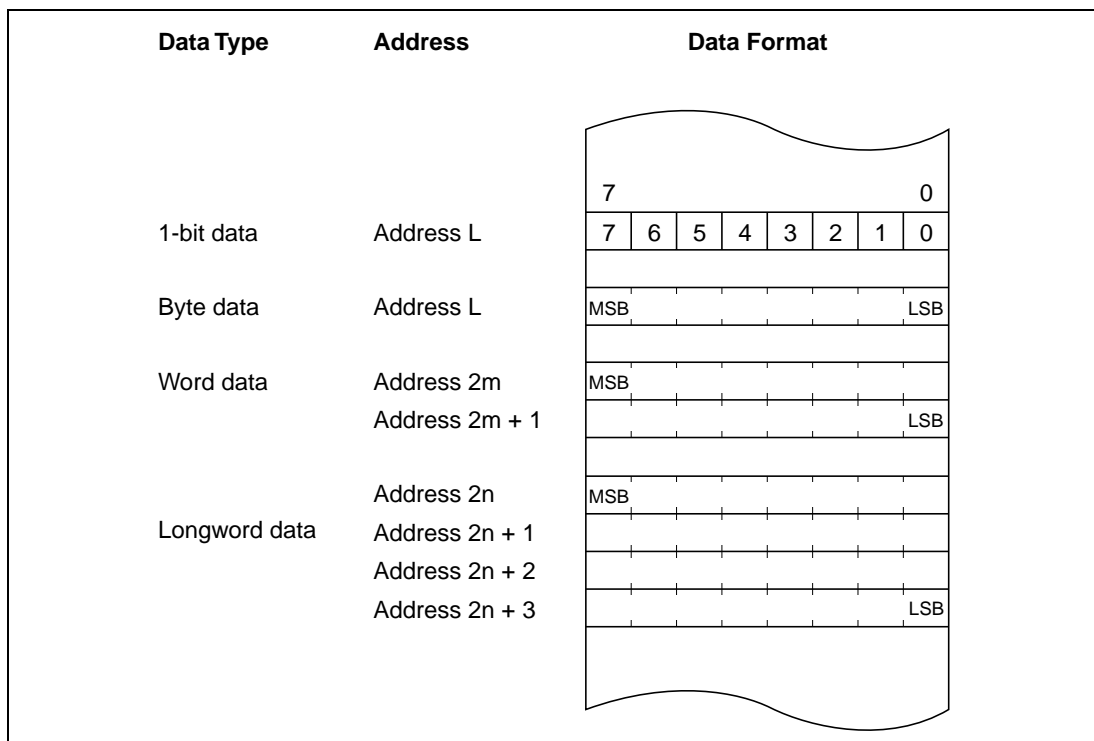 Data Type Address Data Format
7 0
1-bit data Address L 7 6 5 4 3 2 1 0
Byte data Address L MSB LSB
Word data Address 2m MSB
Address 2m + 1 LSB
Address 2n MSB
Longword data Address 2n + 1
Address 2n + 2
Address 2n + 3 LSB